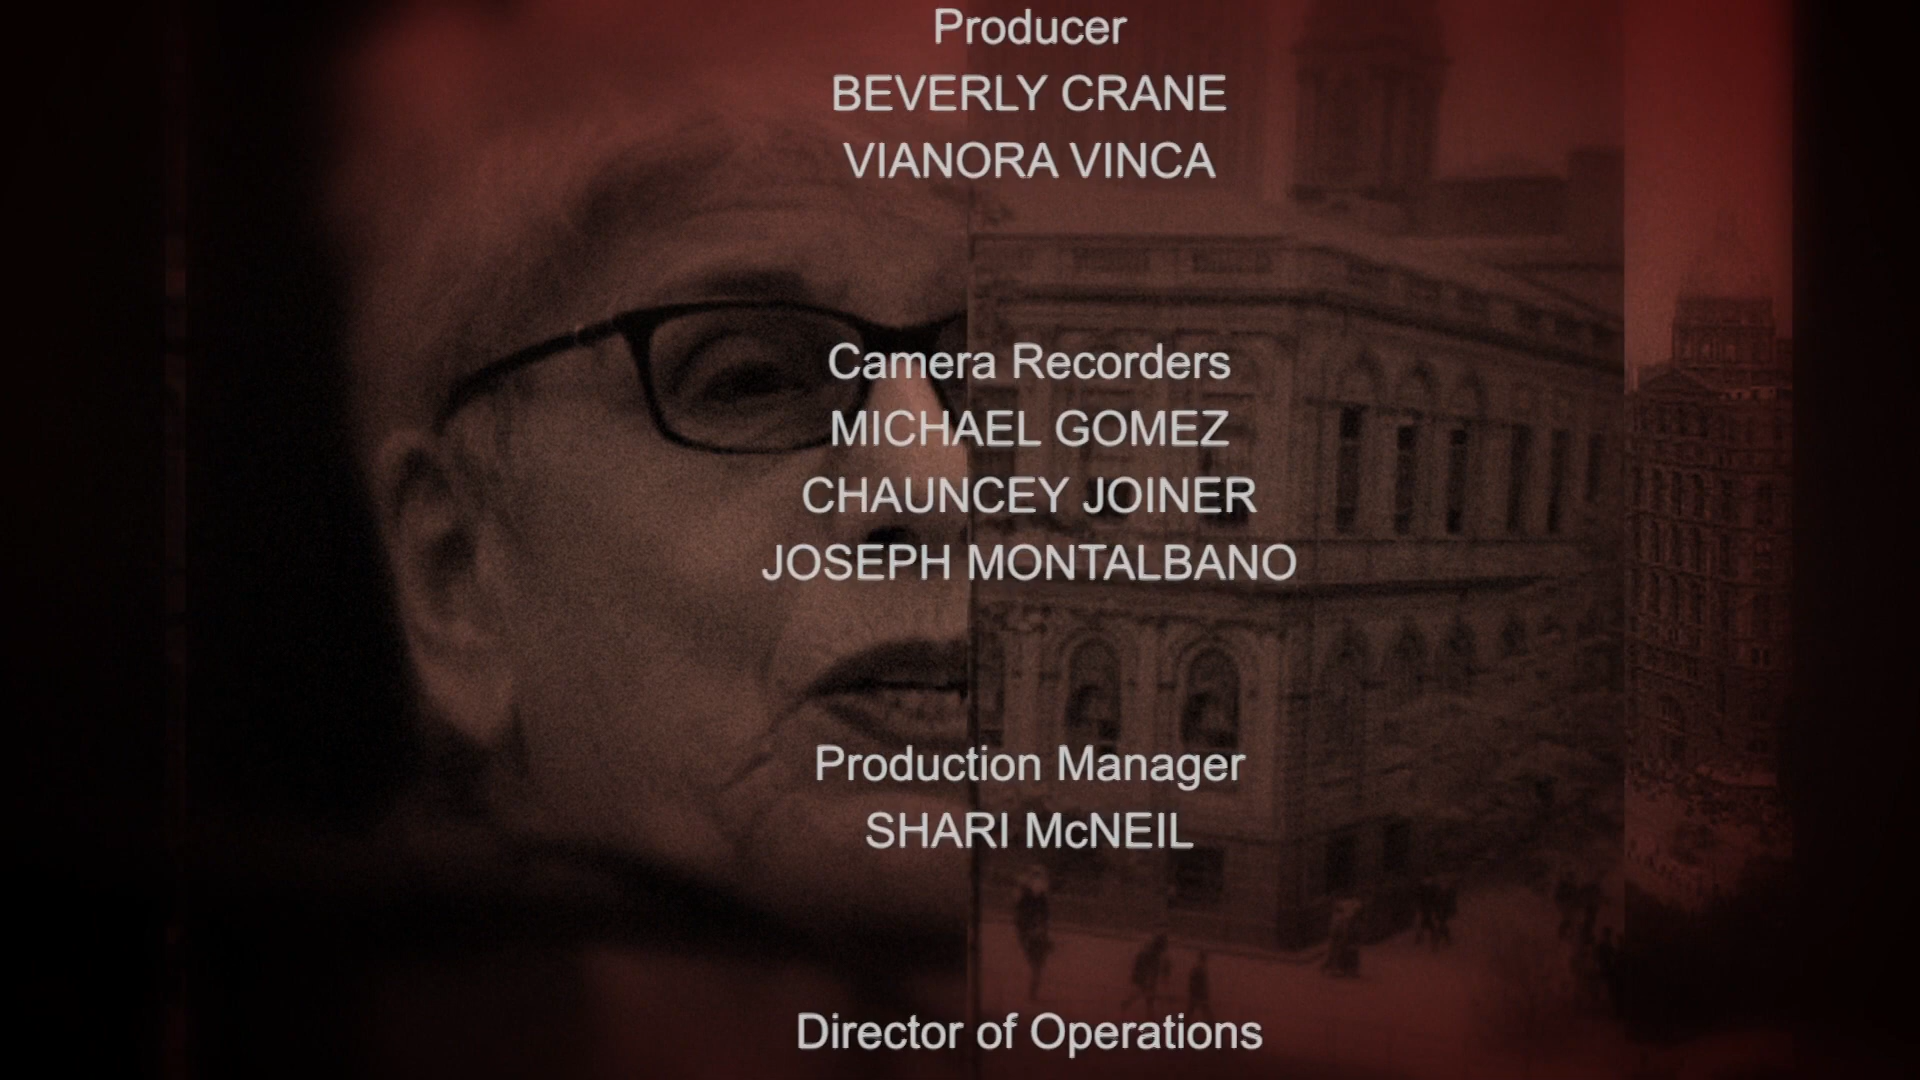 Producer
BEVERLY CRANE
VIANORA VINCA
Camera Recorders
MICHAEL GOMEZ
CHAUNCEY JOINER
JOSEPH MONTALBANO
Production Manager
SHARI McNEIL
Director of Operations